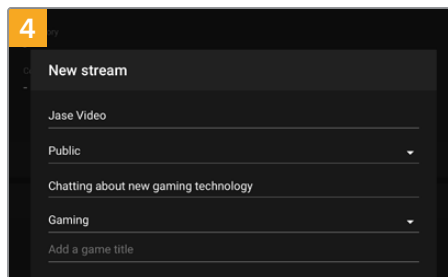 4
New stream
Jase Video
Public
Chatting about new gaming technology
Gaming
Add a game title